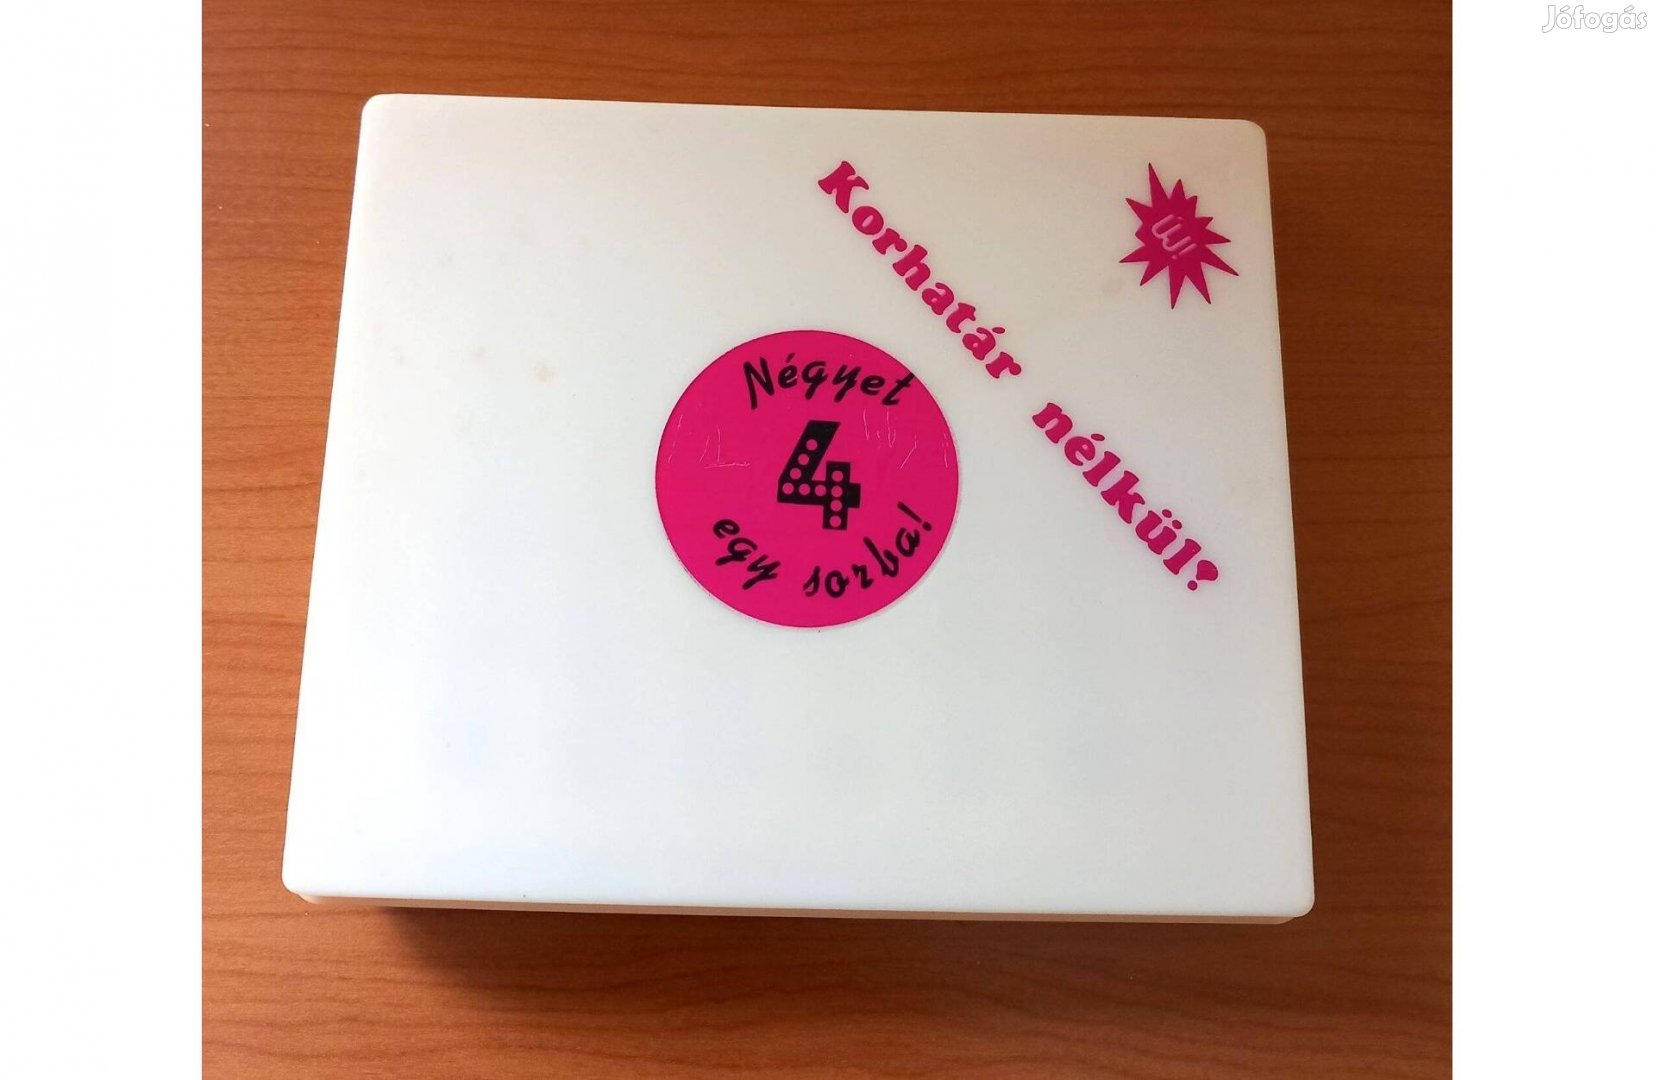 Jófogás
ÚJ!
Korhatár nélkül?
Négyet
4
egy sorba!